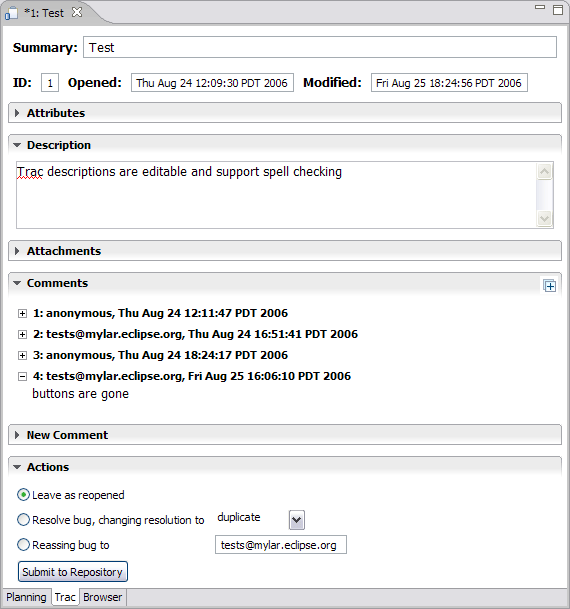 *1: Test
Summary: Test
ID: 1 Opened: Thu Aug 24 12:09:30 PDT 2006 Modified: Fri Aug 25 18:24:56 PDT 2006
Attributes
Description
Trac descriptions are editable and support spell checking
Attachments
Comments
1: anonymous, Thu Aug 24 12:11:47 PDT 2006
2: tests@mylar.eclipse.org, Thu Aug 24 16:51:41 PDT 2006
3: anonymous, Thu Aug 24 18:24:17 PDT 2006
4: tests@mylar.eclipse.org, Fri Aug 25 16:06:10 PDT 2006
buttons are gone
New Comment
Actions
Leave as reopened
Resolve bug, changing resolution to duplicate
Reassing bug to tests@mylar.eclipse.org
Submit to Repository
Planning Trac Browser